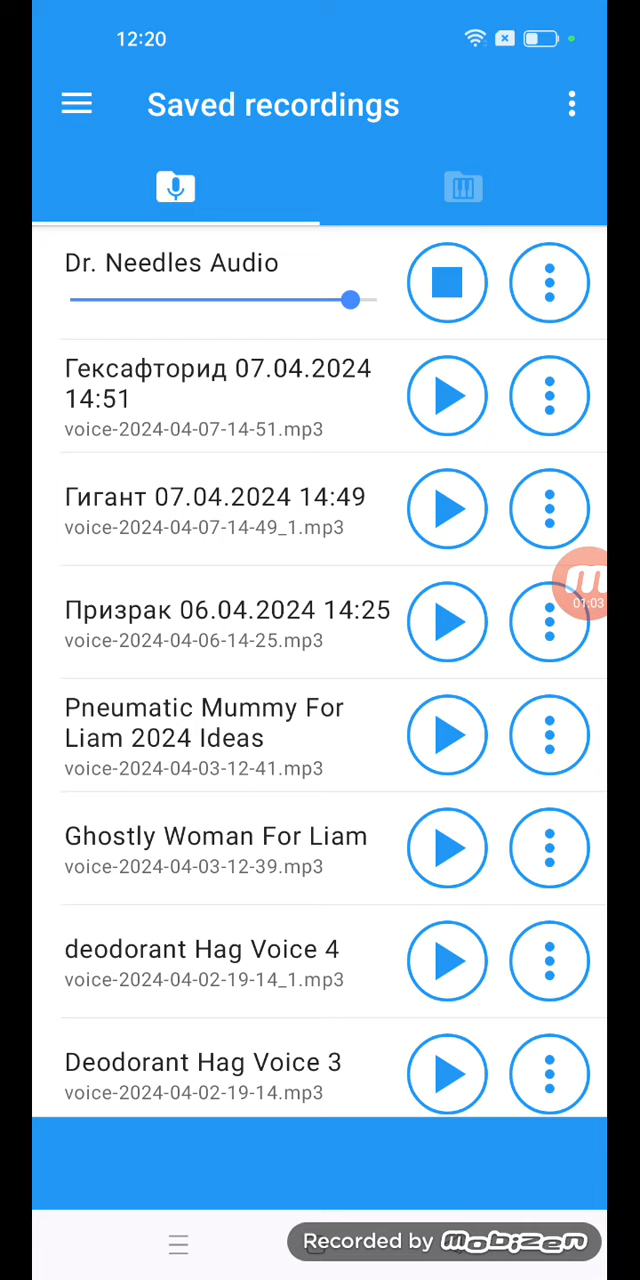 12:20
Saved recordings
Dr. Needles Audio
Гексафторид 07.04.2024
14:51
voice-2024-04-07-14-51.mp3
Гигант 07.04.2024 14:49
voice-2024-04-07-14-49_1.mp3
01:03
Призрак 06.04.2024 14:25
voice-2024-04-06-14-25.mp3
Pneumatic Mummy For
Liam 2024 Ideas
voice-2024-04-03-12-41.mp3
Ghostly Woman For Liam
voice-2024-04-03-12-39.mp3
deodorant Hag Voice 4
voice-2024-04-02-19-14_1.mp3
Deodorant Hag Voice 3
voice-2024-04-02-19-14.mp3
Recorded by mobizen